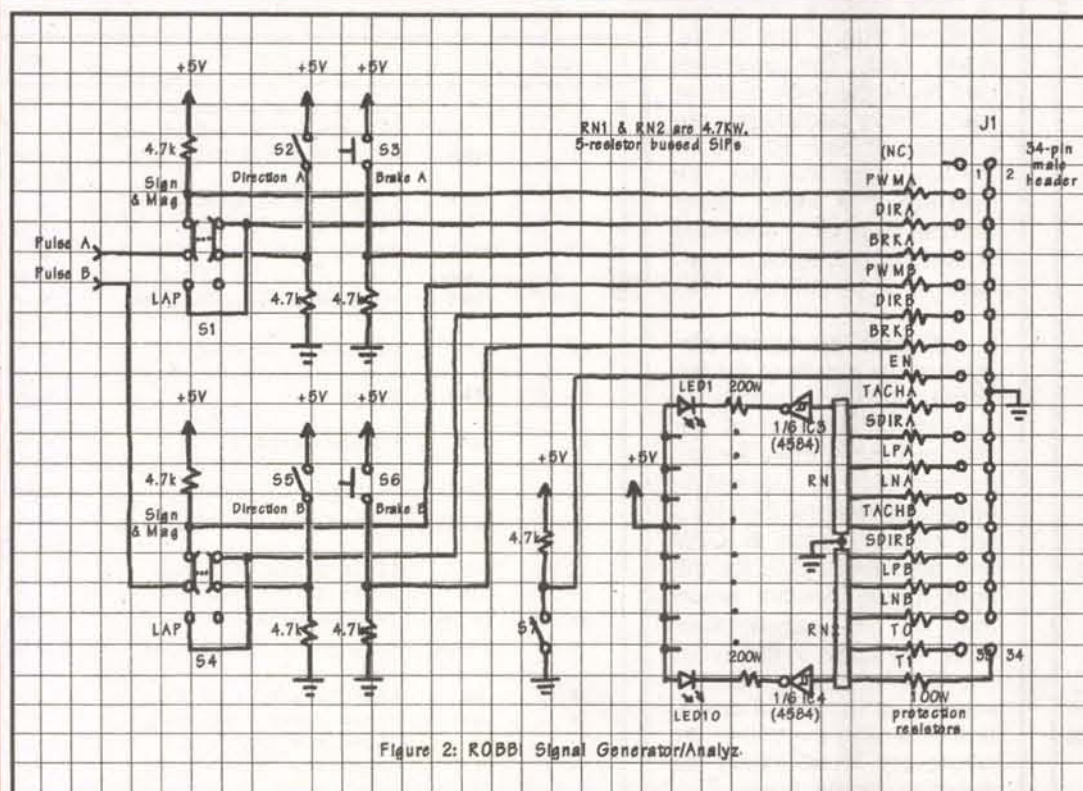 +5V
+5V
+5V
4.7k
S2
S3
Direction A
Brake A
Sign
& Mag
Pulse A
Pulse B
LAP
S1
4.7k
4.7k
RN1 & RN2 are 4.7KW,
5-resistor bussed SIPs
J1
34-pin
male
header
(NC)
1
2
PWMA
DIRA
BRKA
PWMB
DIRB
BRKB
EN
TACHA
SDIRA
LPA
LNA
TACHB
SDIRB
LPB
LNB
T0
T1
34
+5V
+5V
+5V
4.7k
S5
S6
Direction B
Brake B
Sign
& Mag
LAP
S4
4.7k
4.7k
+5V
4.7k
S7
+5V
LED1
200W
1/6 IC3
(4584)
RN
RN2
200W
LED10
1/6 IC4
(4584)
100W
protection
resistors
Figure 2: ROBBI Signal Generator/Analyz